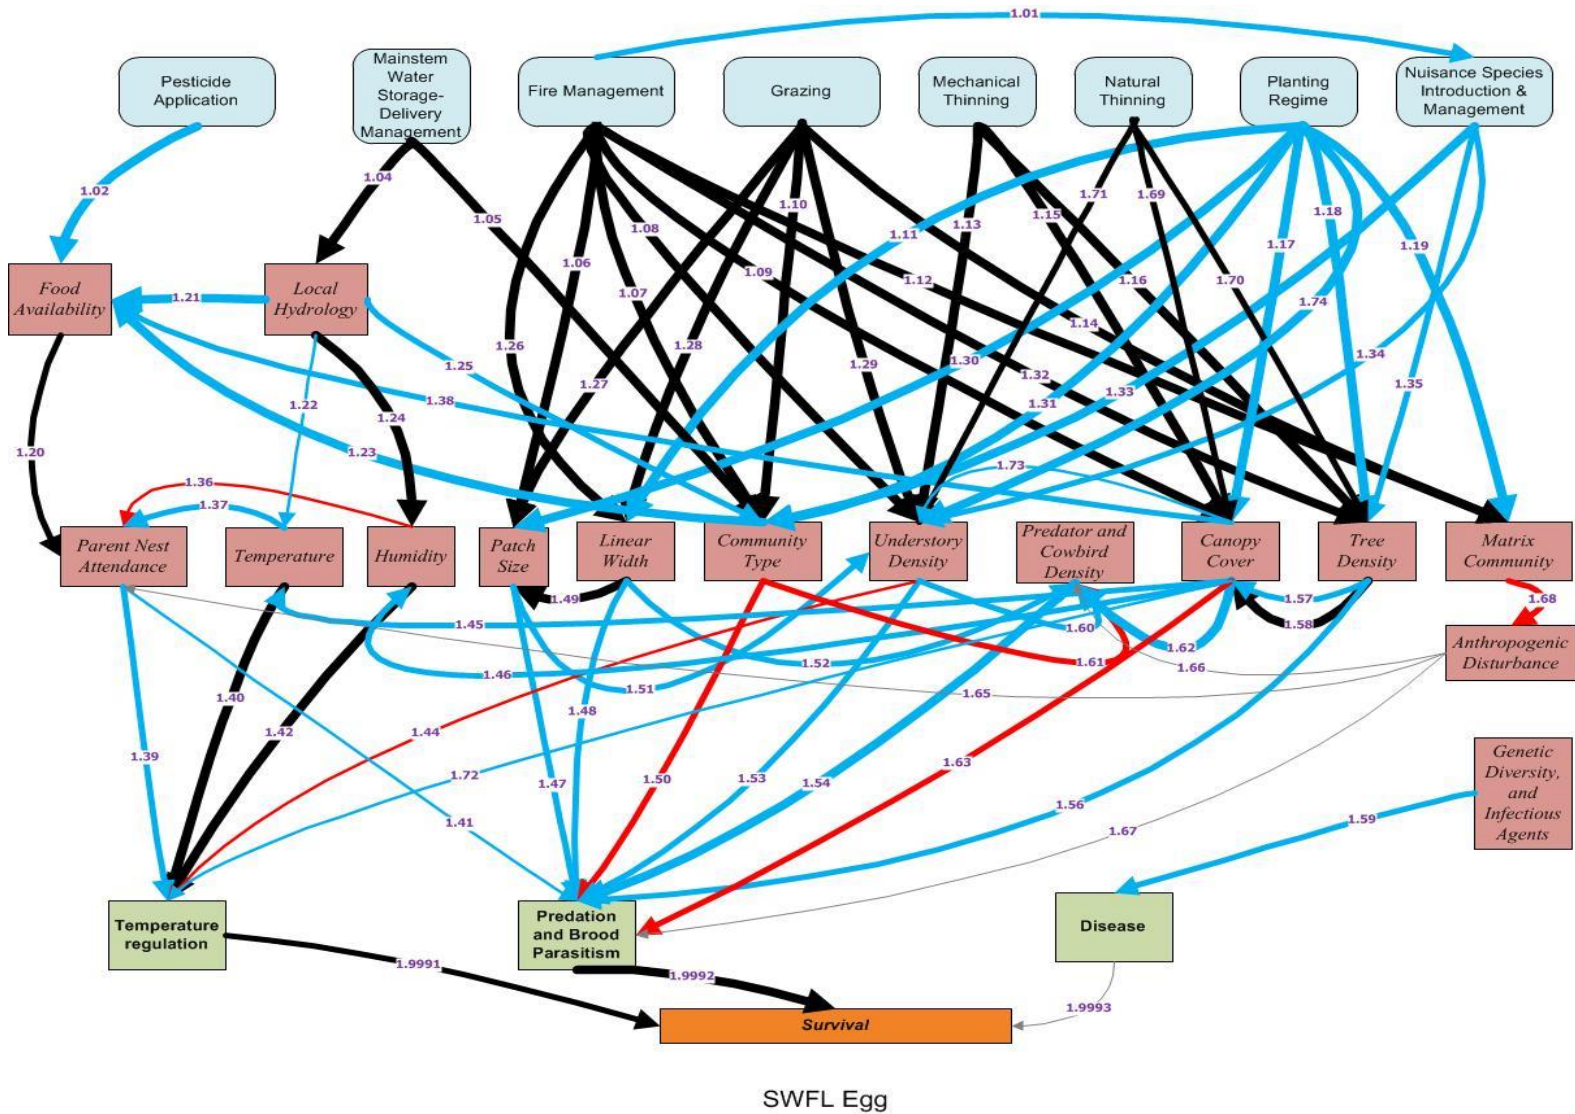 1.01
Pesticide
Application
Mainstem
Water
Storage-
Delivery
Management
Fire Management
Grazing
Mechanical
Thinning
Natural
Thinning
Planting
Regime
Nuisance Species
Introduction &
Management
1.02
1.04
1.05
1.06
1.07
1.08
1.09
1.10
1.11
1.12
1.13
1.14
1.15
1.16
1.17
1.18
1.19
1.69
1.70
1.71
1.74
Food
Availability
Local
Hydrology
1.20
1.21
1.22
1.23
1.24
1.25
1.26
1.27
1.28
1.29
1.30
1.31
1.32
1.33
1.34
1.35
1.36
1.37
1.38
1.73
Parent Nest
Attendance
Temperature
Humidity
Patch
Size
Linear
Width
Community
Type
Understory
Density
Predator and
Cowbird
Density
Canopy
Cover
Tree
Density
Matrix
Community
1.49
1.57
1.58
1.68
1.45
1.60
1.62
1.61
1.52
1.66
1.46
1.51
1.65
Anthropogenic
Disturbance
1.40
1.42
1.44
1.48
1.39
1.72
1.47
1.50
1.53
1.54
1.63
1.56
1.41
1.67
1.59
Genetic
Diversity,
and
Infectious
Agents
Temperature
regulation
Predation
and Brood
Parasitism
Disease
1.9991
1.9992
1.9993
Survival
SWFL Egg